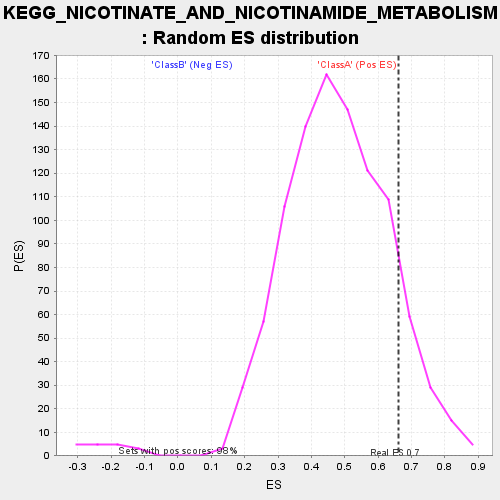 KEGG_NICOTINATE_AND_NICOTINAMIDE_METABOLISM
: Random ES distribution
'ClassB' (Neg ES)
'ClassA' (Pos ES)
170
160
150
140
130
120
110
100
90
80
70
60
50
40
30
20
10
0
P(ES)
Sets with pos scores: 98%
Real ES 0.7
-0.3 -0.2 -0.1 0.0 0.1 0.2 0.3 0.4 0.5 0.6 0.7 0.8 0.9
ES